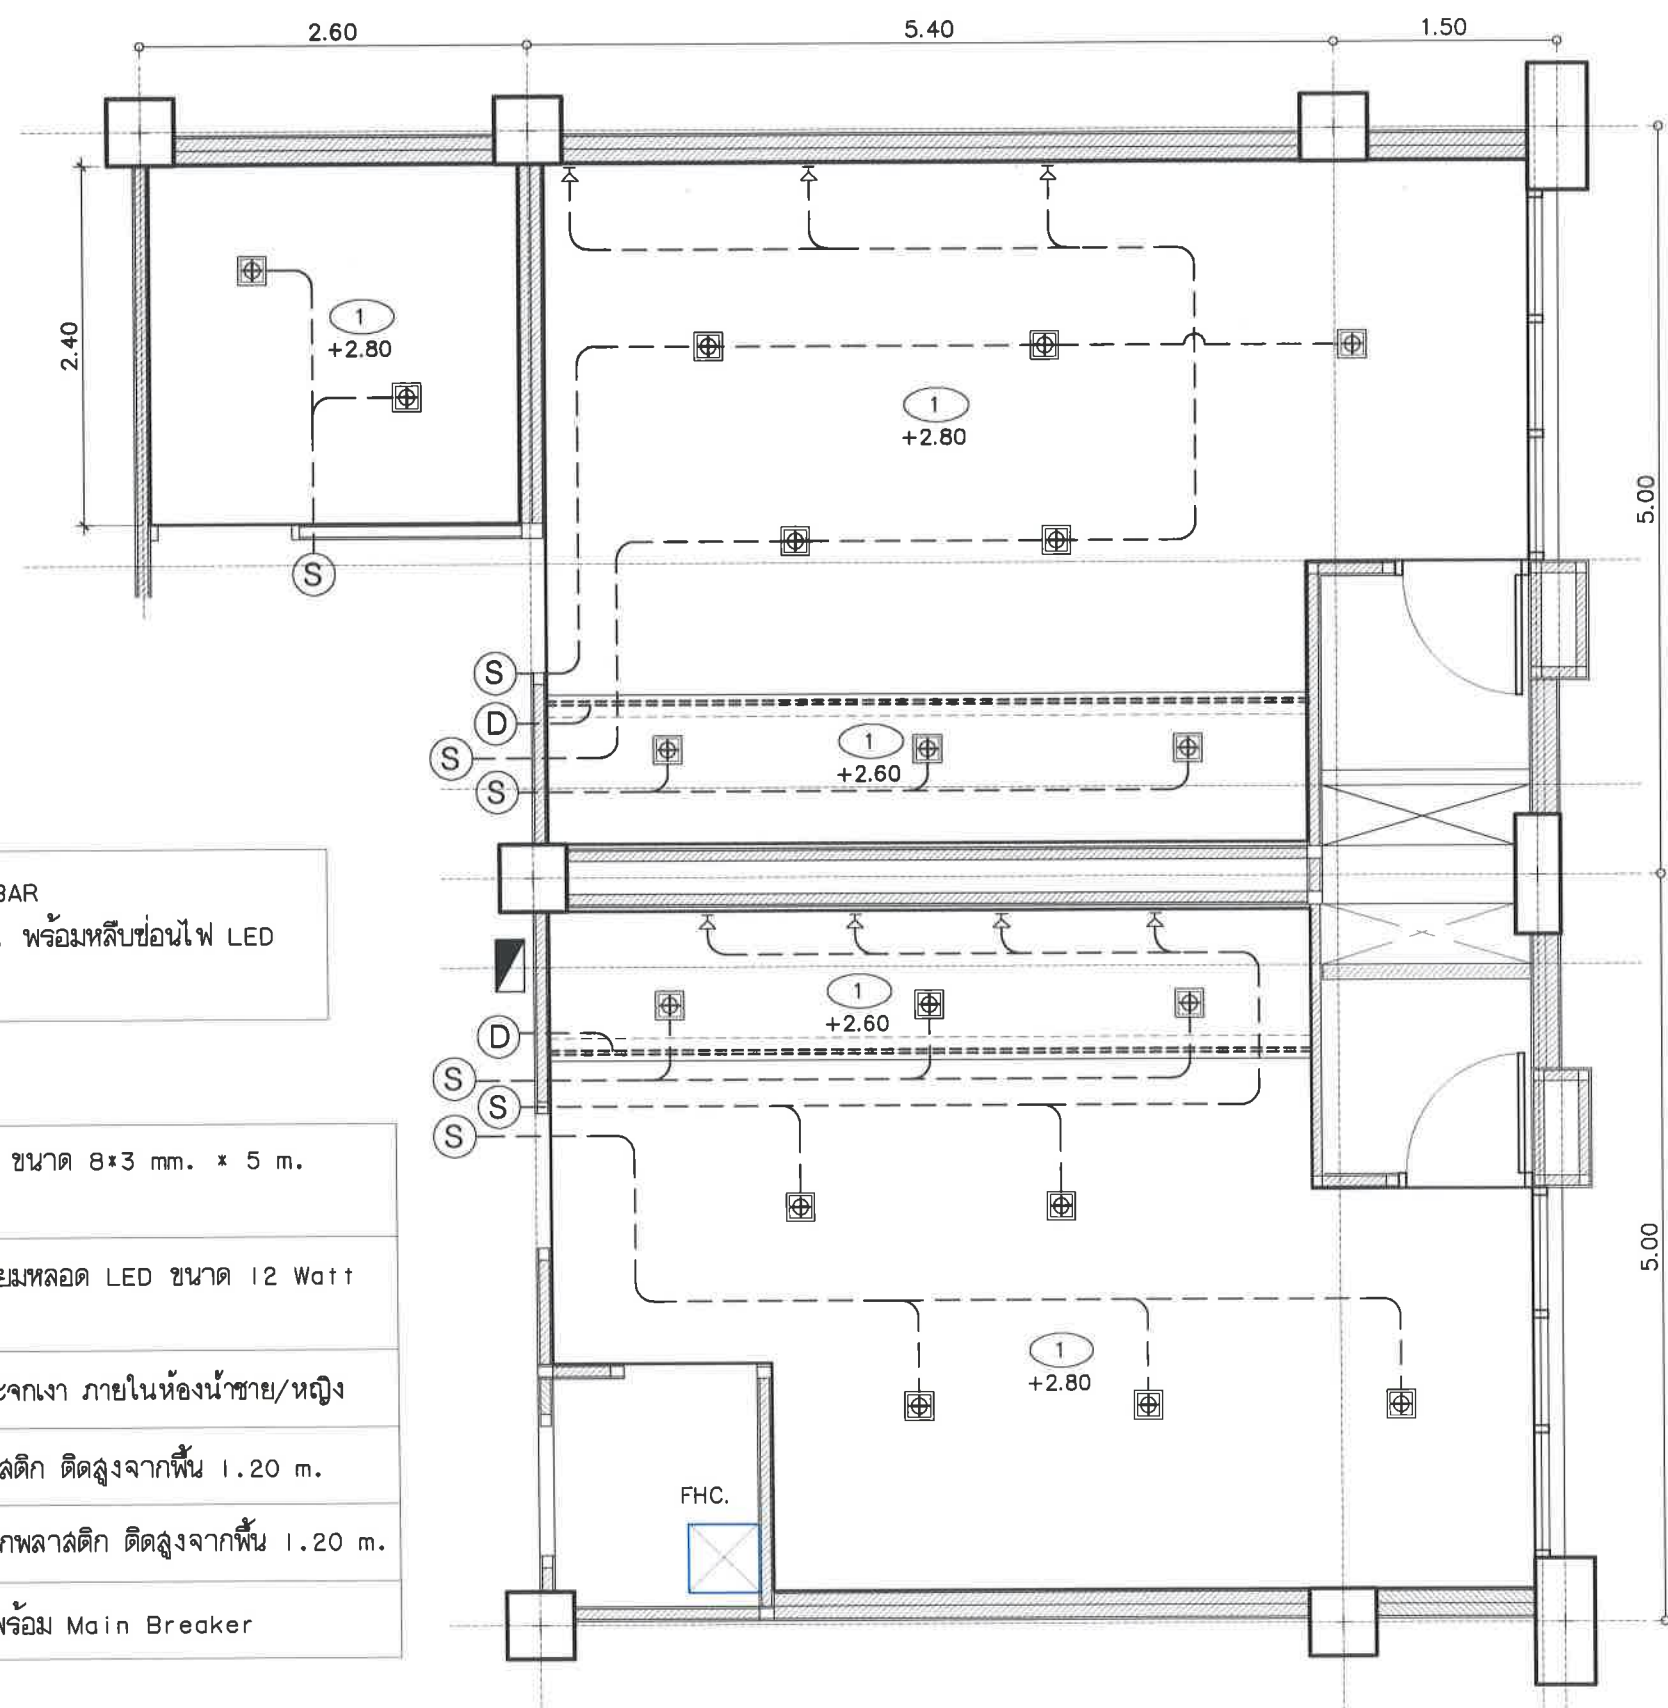 2.60
5.40
1.50
2.40
1
+2.80
1
+2.80
5.00
S
S
D
S
S
1
+2.60
BAR
พร้อมหลืบซ่อนไฟ LED
1
+2.60
D
S
S
S
ขนาด 8*3 mm. * 5 m.
หลอด LED ขนาด 12 Watt
5.00
1
+2.80
กระจกเงา ภายในห้องน้ำชาย/หญิง
สติก ติดสูงจากพื้น 1.20 m.
FHC.
กพลาสติก ติดสูงจากพื้น 1.20 m.
พร้อม Main Breaker